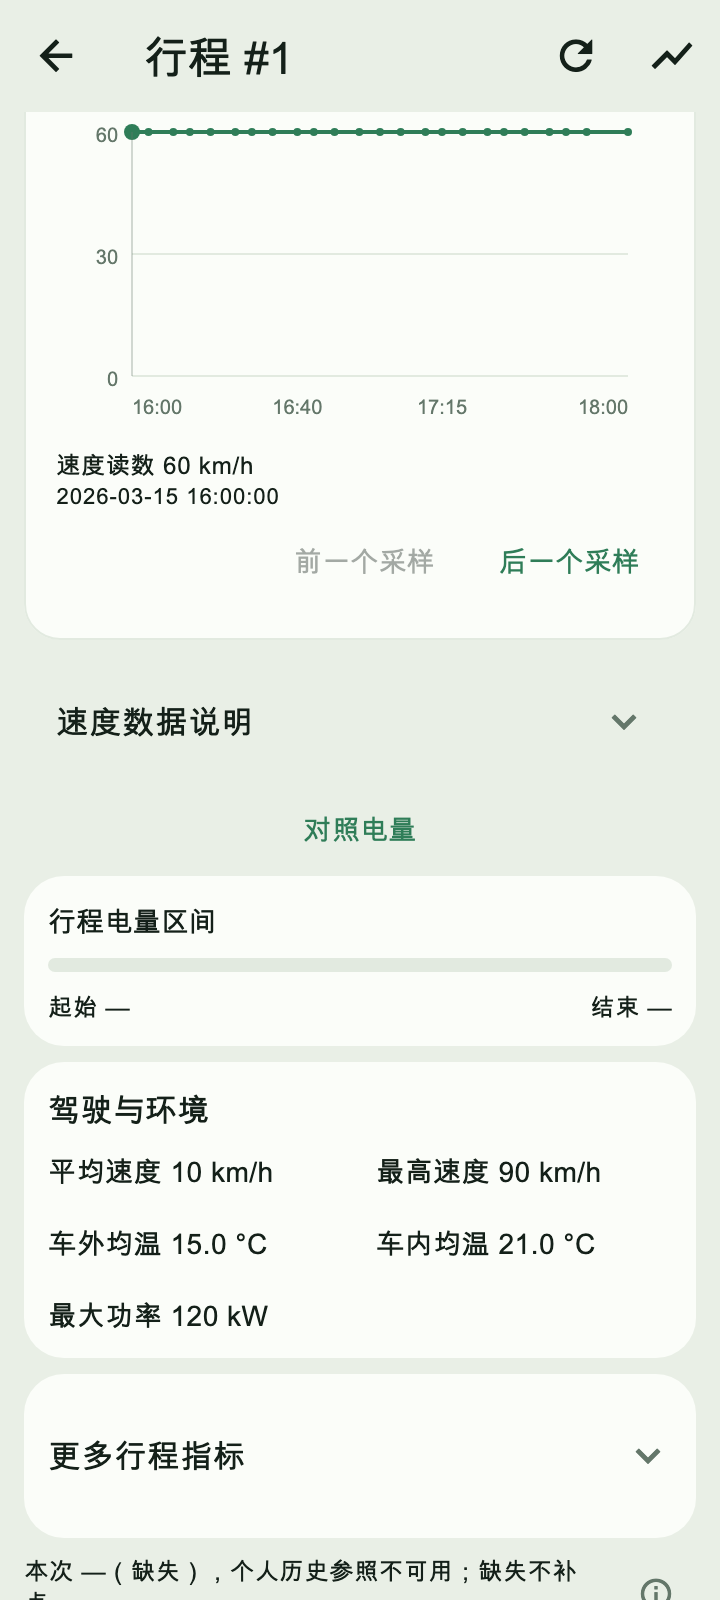 行程 #1
60
30
0
16:00 16:40 17:15 18:00
速度读数 60 km/h
2026-03-15 16:00:00
前一个采样 后一个采样
速度数据说明
对照电量
行程电量区间
起始 — 结束 —
驾驶与环境
平均速度 10 km/h 最高速度 90 km/h
车外均温 15.0 °C 车内均温 21.0 °C
最大功率 120 kW
更多行程指标
本次 —（缺失），个人历史参照不可用；缺失不补